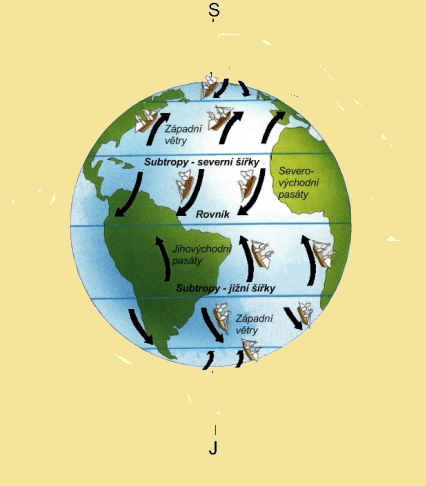 S
Západní
větry
Subtropy - severní šířky
Severo-
východní
pasáty
Rovník
Jihovýchodní
pasáty
Subtropy - jižní šířky
Západní
větry
J